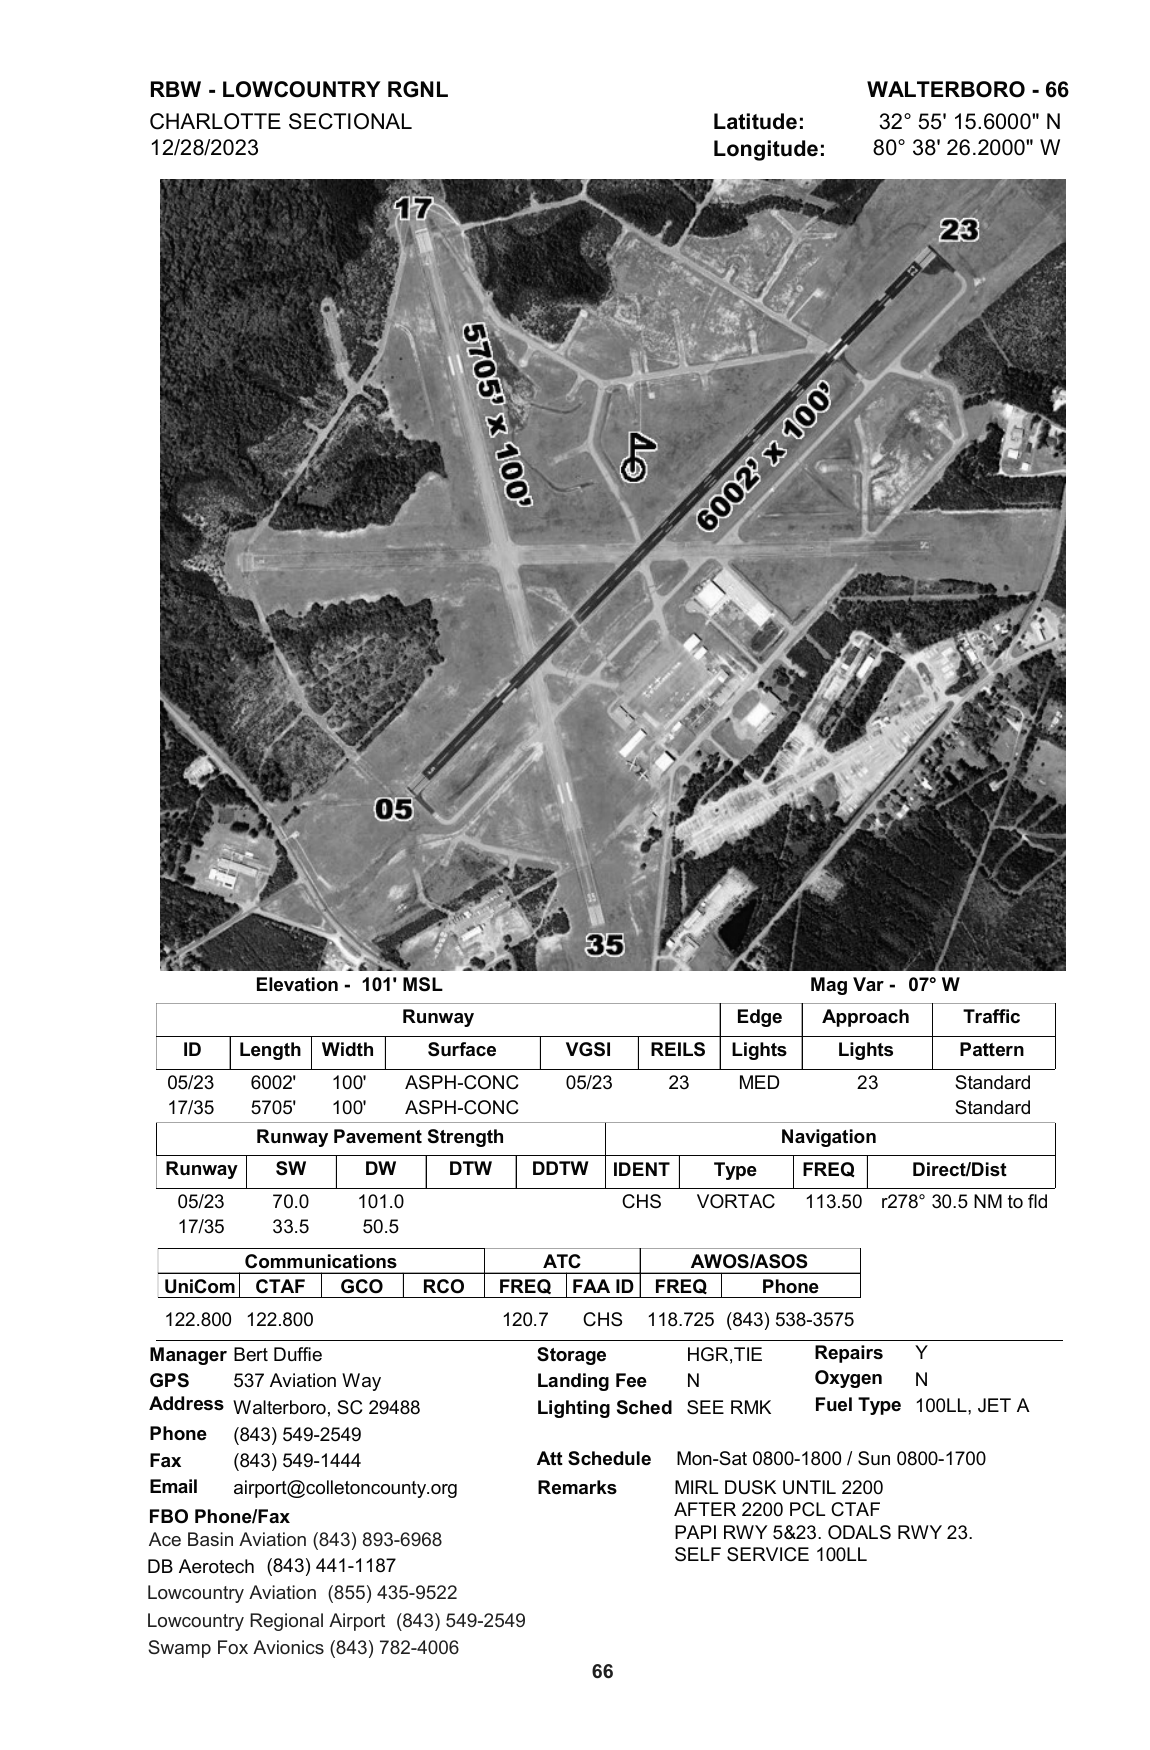 RBW - LOWCOUNTRY RGNL WALTERBORO - 66
CHARLOTTE SECTIONAL Latitude: 32° 55' 15.6000" N
12/28/2023 Longitude: 80° 38' 26.2000" W
17
23
5705' x 100'
6002' x 100'
05
35
Elevation - 101' MSL Mag Var - 07° W
Runway Edge Approach Traffic
ID Length Width Surface VGSI REILS Lights Lights Pattern
05/23 6002' 100' ASPH-CONC 05/23 23 MED 23 Standard
17/35 5705' 100' ASPH-CONC Standard
Runway Pavement Strength Navigation
Runway SW DW DTW DDTW IDENT Type FREQ Direct/Dist
05/23 70.0 101.0 CHS VORTAC 113.50 r278° 30.5 NM to fld
17/35 33.5 50.5
Communications ATC AWOS/ASOS
UniCom CTAF GCO RCO FREQ FAA ID FREQ Phone
122.800 122.800 120.7 CHS 118.725 (843) 538-3575
Manager Bert Duffie Storage HGR,TIE Repairs Y
GPS 537 Aviation Way Landing Fee N Oxygen N
Address Walterboro, SC 29488 Lighting Sched SEE RMK Fuel Type 100LL, JET A
Phone (843) 549-2549
Fax (843) 549-1444 Att Schedule Mon-Sat 0800-1800 / Sun 0800-1700
Email airport@colletoncounty.org Remarks MIRL DUSK UNTIL 2200
FBO Phone/Fax AFTER 2200 PCL CTAF
Ace Basin Aviation (843) 893-6968 PAPI RWY 5&23. ODALS RWY 23.
DB Aerotech (843) 441-1187 SELF SERVICE 100LL
Lowcountry Aviation (855) 435-9522
Lowcountry Regional Airport (843) 549-2549
Swamp Fox Avionics (843) 782-4006
66